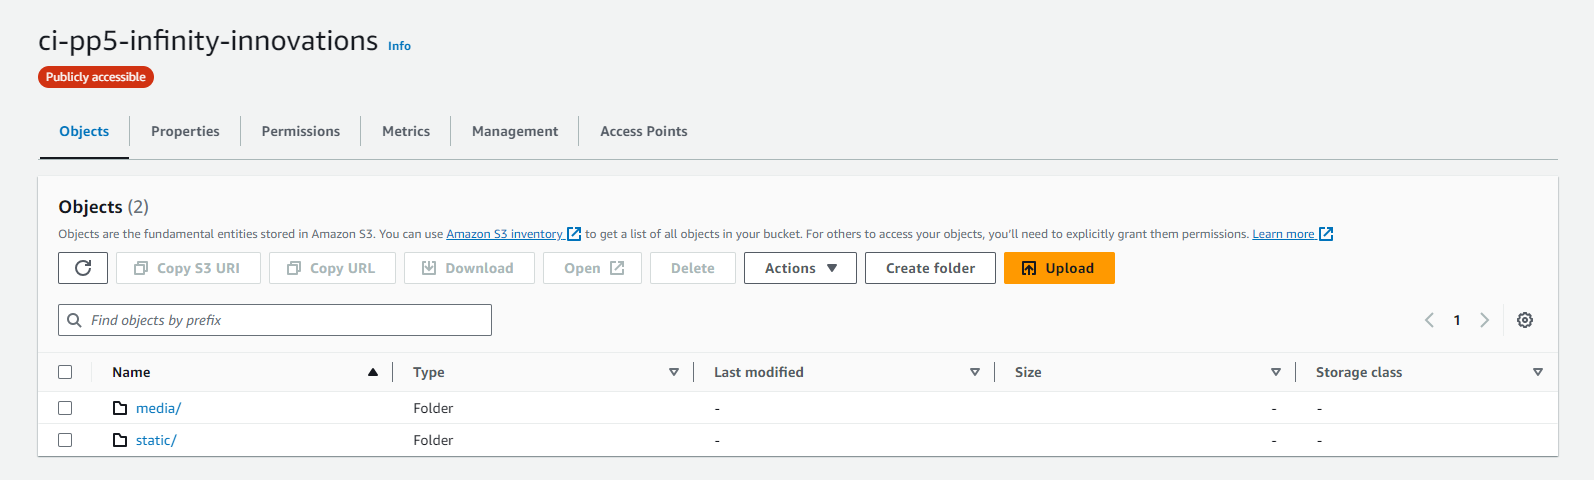 ci-pp5-infinity-innovations Info
Publicly accessible
Objects Properties Permissions Metrics Management Access Points
Objects (2)
Objects are the fundamental entities stored in Amazon S3. You can use Amazon S3 inventory to get a list of all objects in your bucket. For others to access your objects, you'll need to explicitly grant them permissions. Learn more
Copy S3 URI Copy URL Download Open Delete Actions Create folder Upload
Find objects by prefix 1
Name Type Last modified Size Storage class
media/ Folder - - -
static/ Folder - - -